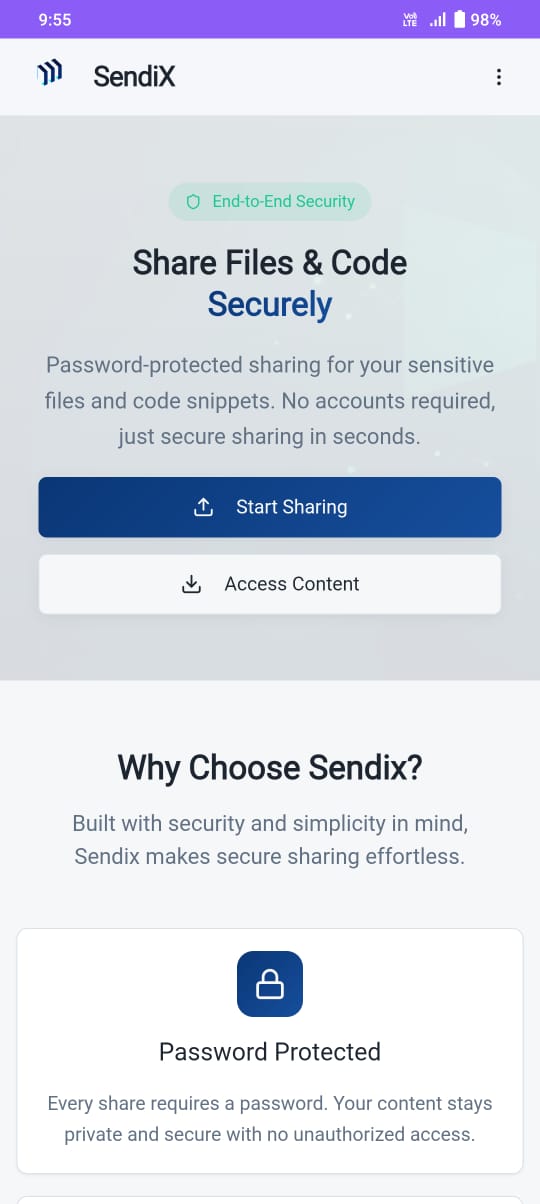 9:55
VoD LTE 98%
SendiX
End-to-End Security
Share Files & Code
Securely
Password-protected sharing for your sensitive
files and code snippets. No accounts required,
just secure sharing in seconds.
Start Sharing
Access Content
Why Choose Sendix?
Built with security and simplicity in mind,
Sendix makes secure sharing effortless.
Password Protected
Every share requires a password. Your content stays
private and secure with no unauthorized access.